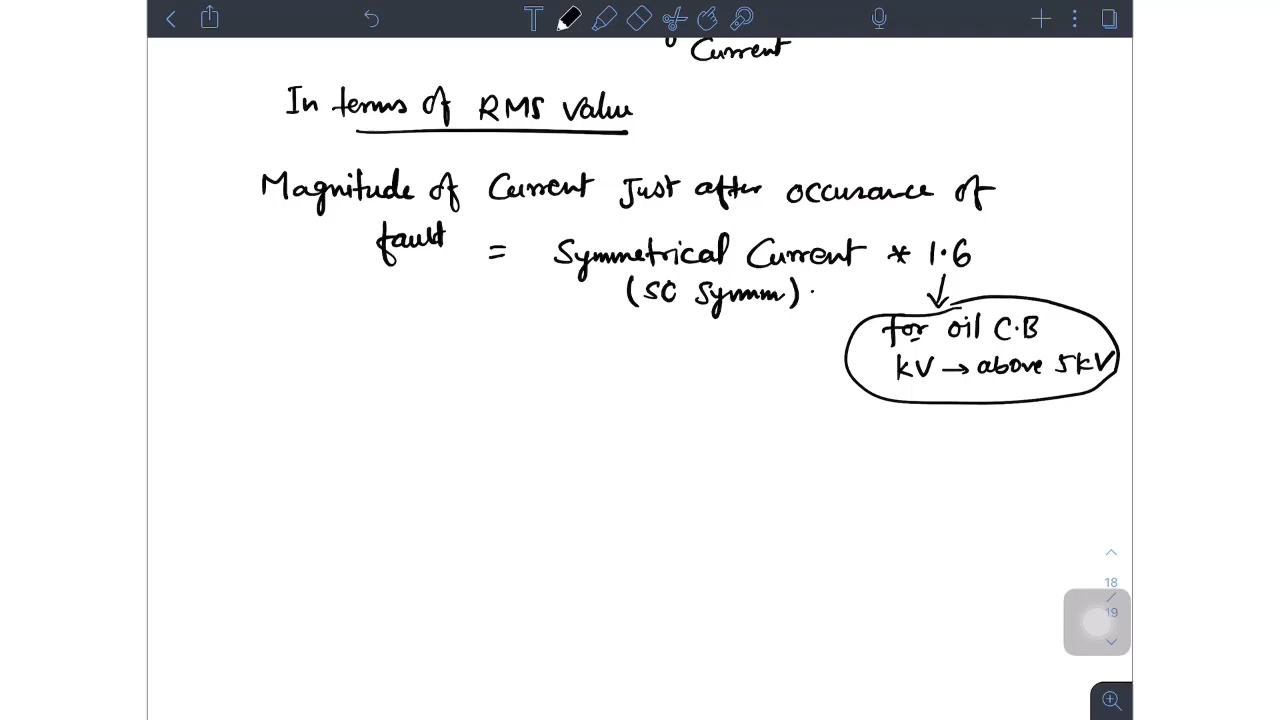 Current
In terms of RMS Value
Magnitude of Current Just after occurance of
fault = Symmetrical Current * 1.6
(SC Symm).
for oil C.B
kV → above 5kV
18
/
19